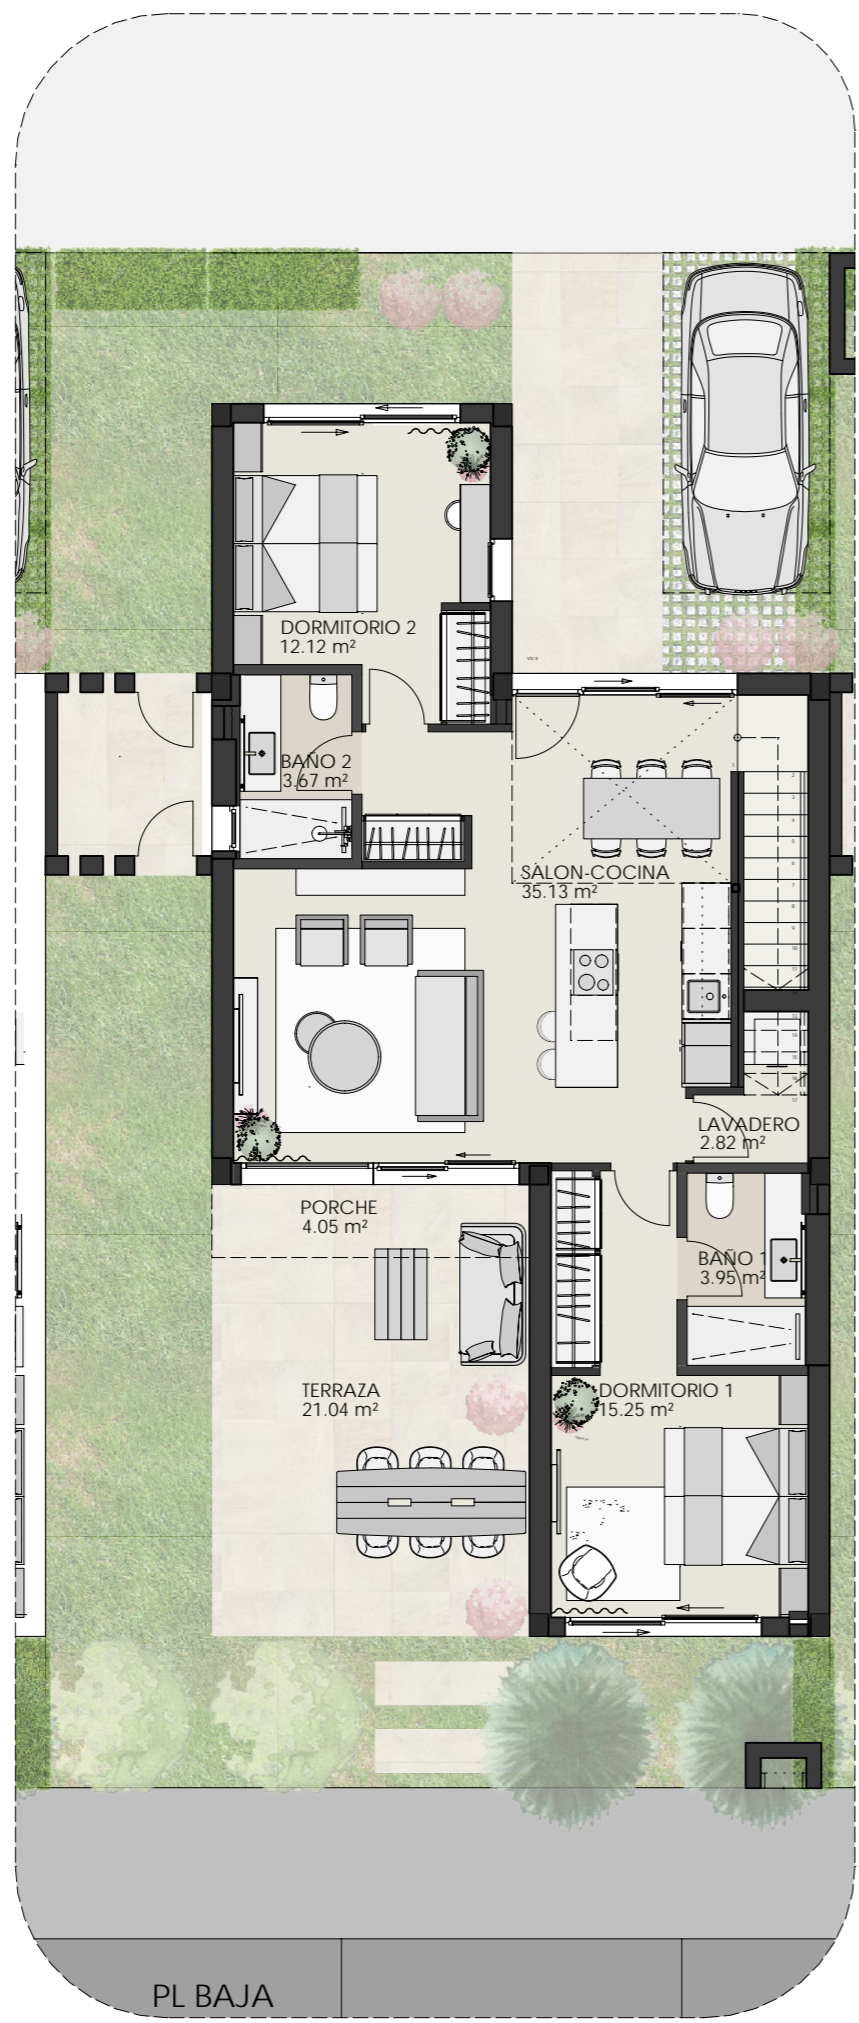 DORMITORIO 2
12.12 m²
BAÑO 2
3.67 m²
SALON-COCINA
35.13 m²
LAVADERO
2.82 m²
PORCHE
4.05 m²
BAÑO 1
3.95 m²
TERRAZA
21.04 m²
DORMITORIO 1
15.25 m²
PL BAJA